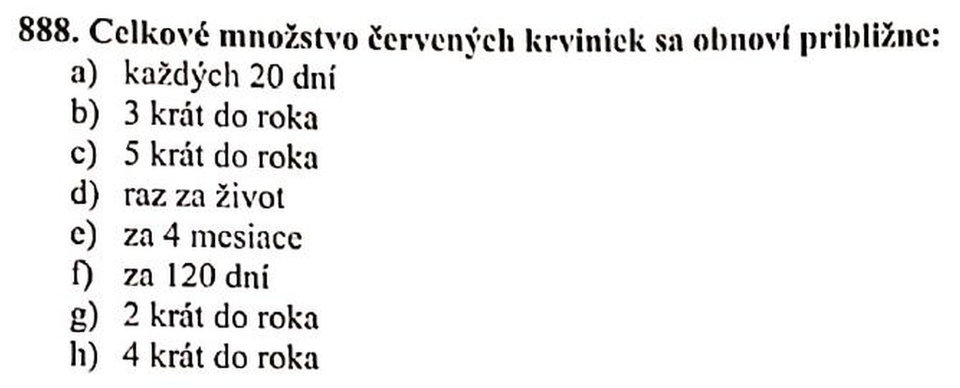 888. Celkové množstvo červených krviniek sa obnoví približne:
a) každých 20 dní
b) 3 krát do roka
c) 5 krát do roka
d) raz za život
e) za 4 mesiace
f) za 120 dní
g) 2 krát do roka
h) 4 krát do roka